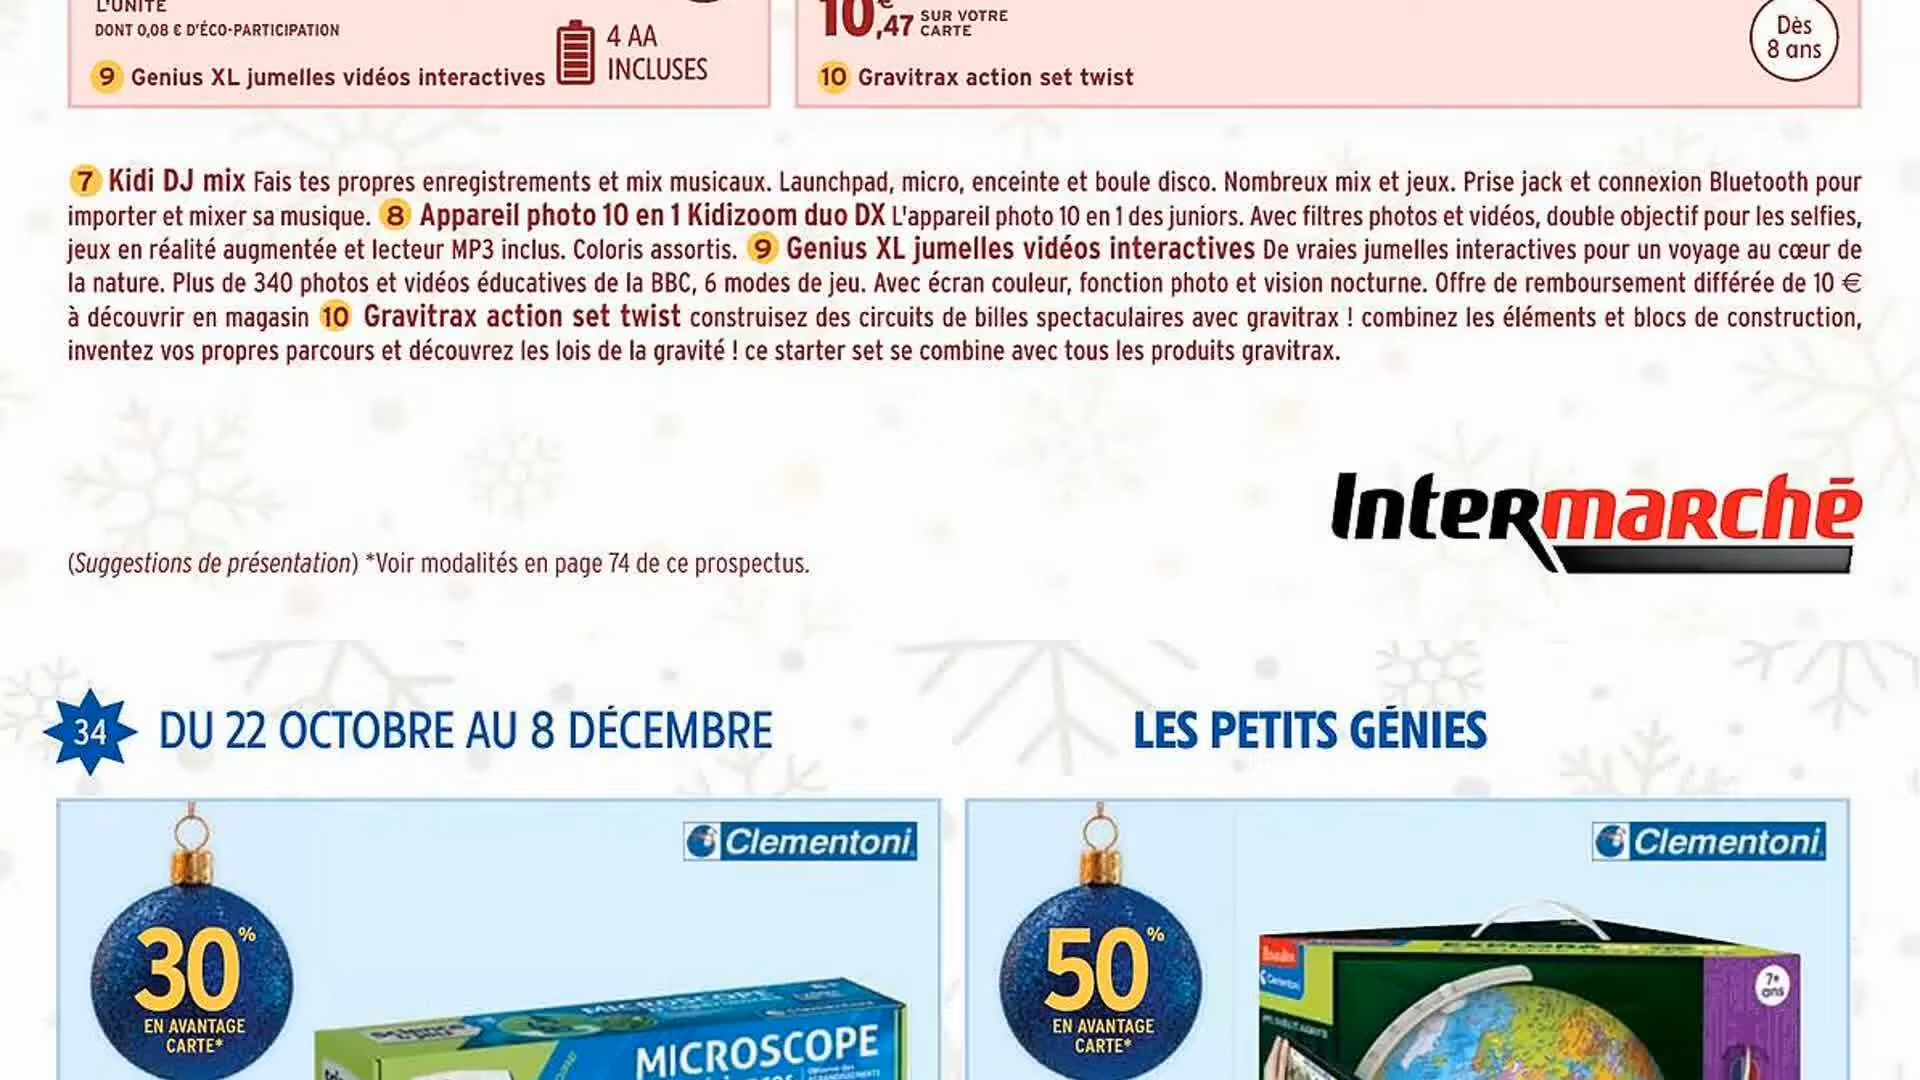 L'UNITÉ
DONT 0,08 € D'ÉCO-PARTICIPATION
4 AA
INCLUSES
9 Genius XL jumelles vidéos interactives
10€,47 SUR VOTRE
CARTE
10 Gravitrax action set twist
Dès
8 ans
7 Kidi DJ mix Fais tes propres enregistrements et mix musicaux. Launchpad, micro, enceinte et boule disco. Nombreux mix et jeux. Prise jack et connexion Bluetooth pour
importer et mixer sa musique. 8 Appareil photo 10 en 1 Kidizoom duo DX L'appareil photo 10 en 1 des juniors. Avec filtres photos et vidéos, double objectif pour les selfies,
jeux en réalité augmentée et lecteur MP3 inclus. Coloris assortis. 9 Genius XL jumelles vidéos interactives De vraies jumelles interactives pour un voyage au cœur de
la nature. Plus de 340 photos et vidéos éducatives de la BBC, 6 modes de jeu. Avec écran couleur, fonction photo et vision nocturne. Offre de remboursement différée de 10 €
à découvrir en magasin 10 Gravitrax action set twist construisez des circuits de billes spectaculaires avec gravitrax ! combinez les éléments et blocs de construction,
inventez vos propres parcours et découvrez les lois de la gravité ! ce starter set se combine avec tous les produits gravitrax.
Intermarché
(Suggestions de présentation) *Voir modalités en page 74 de ce prospectus.
34 DU 22 OCTOBRE AU 8 DÉCEMBRE
LES PETITS GÉNIES
Clementoni
30%
EN AVANTAGE
CARTE*
MICROSCOPE
MICROSCOPE
Clementoni
50%
EN AVANTAGE
CARTE*
Clementoni
7+
ans